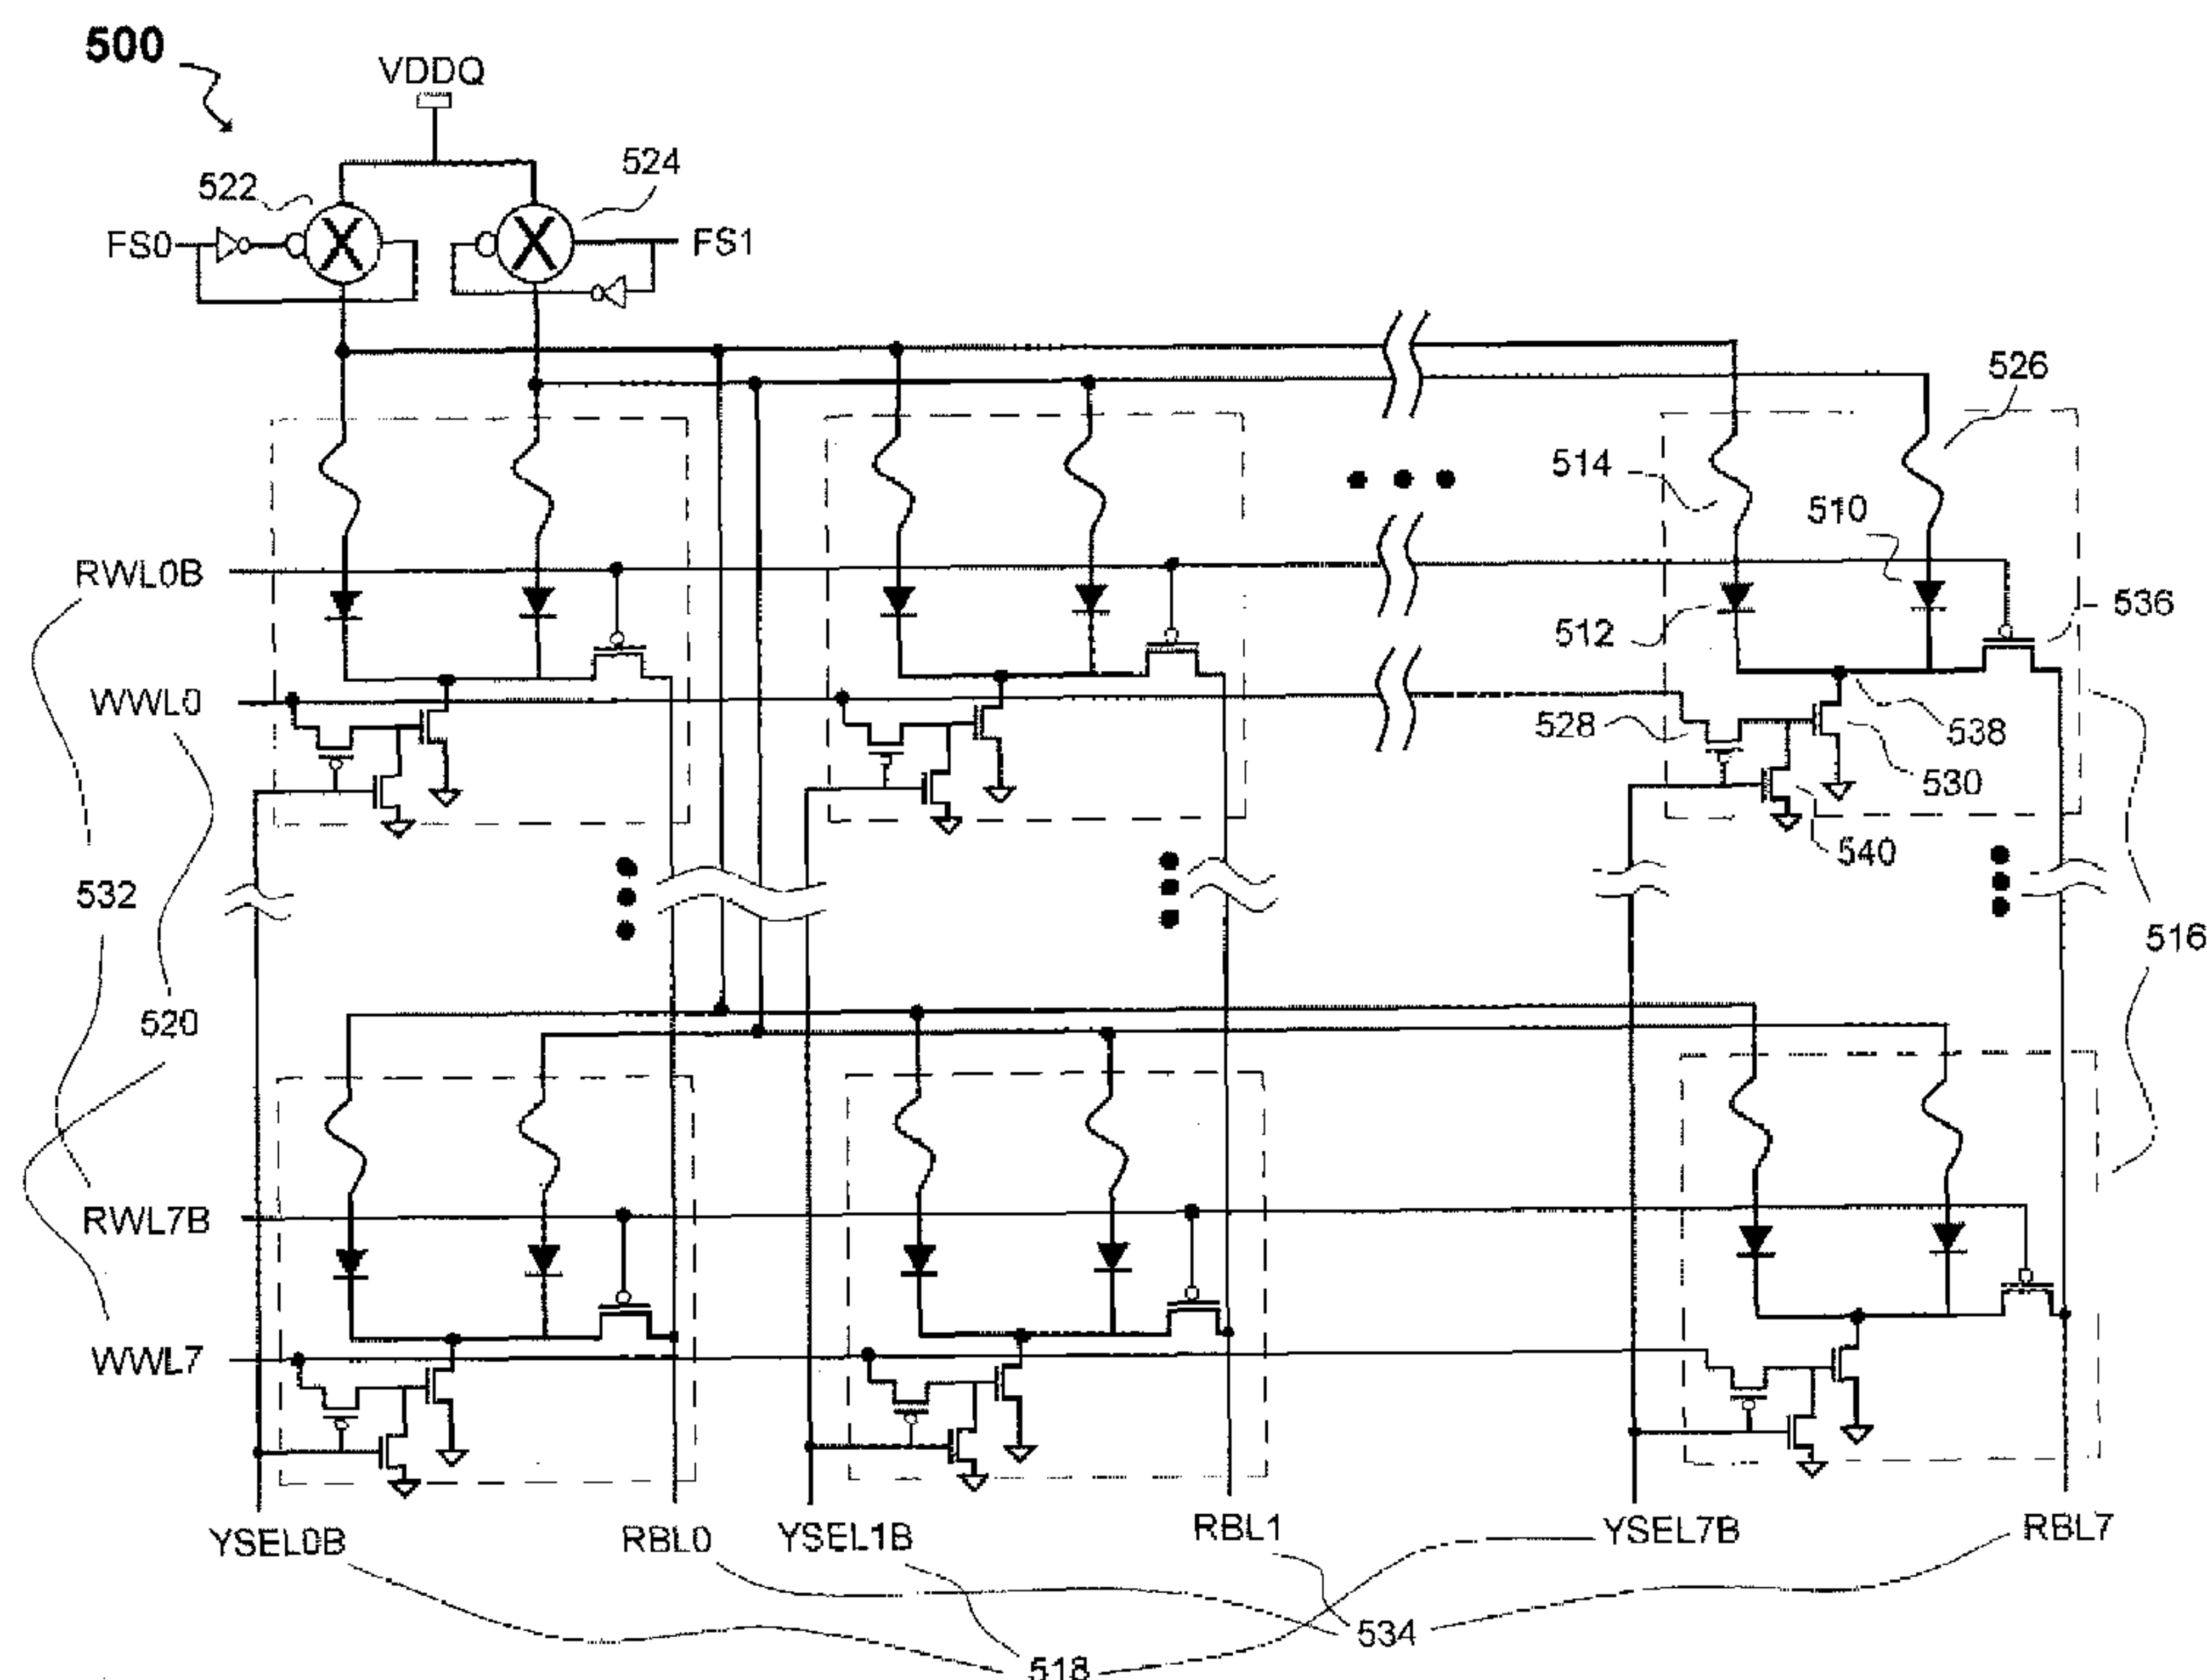 500
VDDQ
522
524
FS0
FS1
526
514
510
RWL0B
512
536
WWL0
528
538
530
540
532
516
520
RWL7B
WWL7
YSEL0B
RBL0
YSEL1B
RBL1
YSEL7B
RBL7
534
518